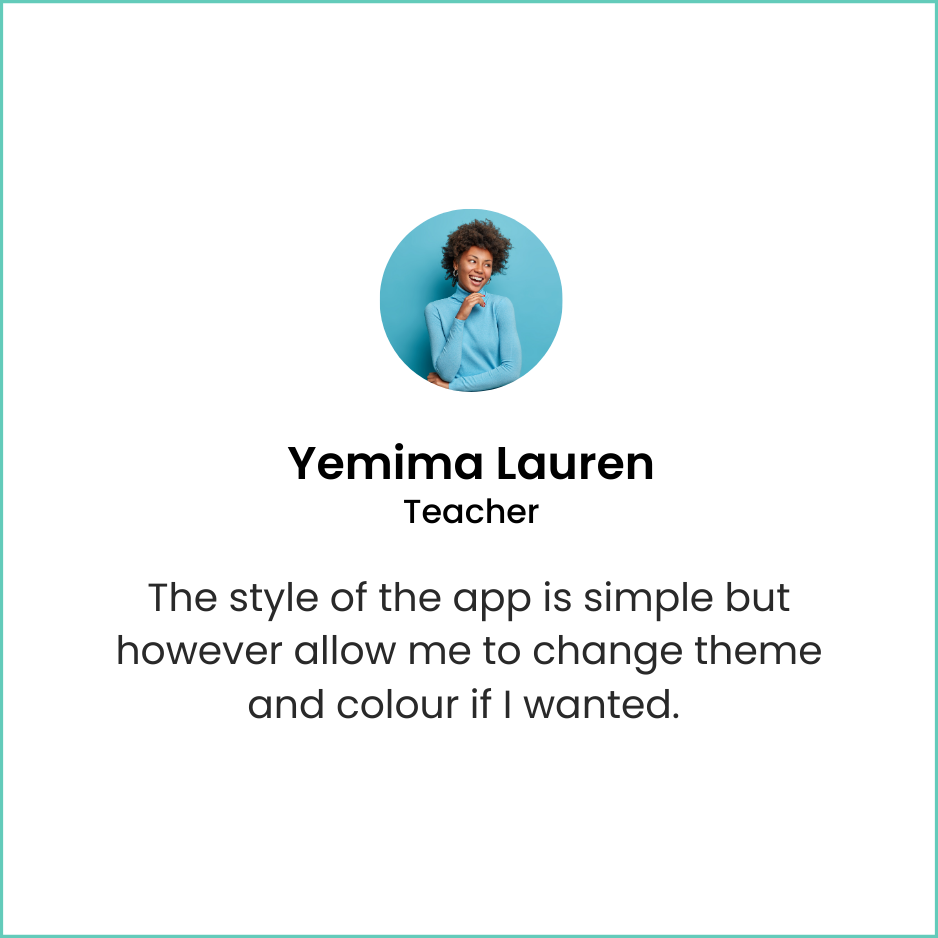 Yemima Lauren
Teacher
The style of the app is simple but
however allow me to change theme
and colour if I wanted.